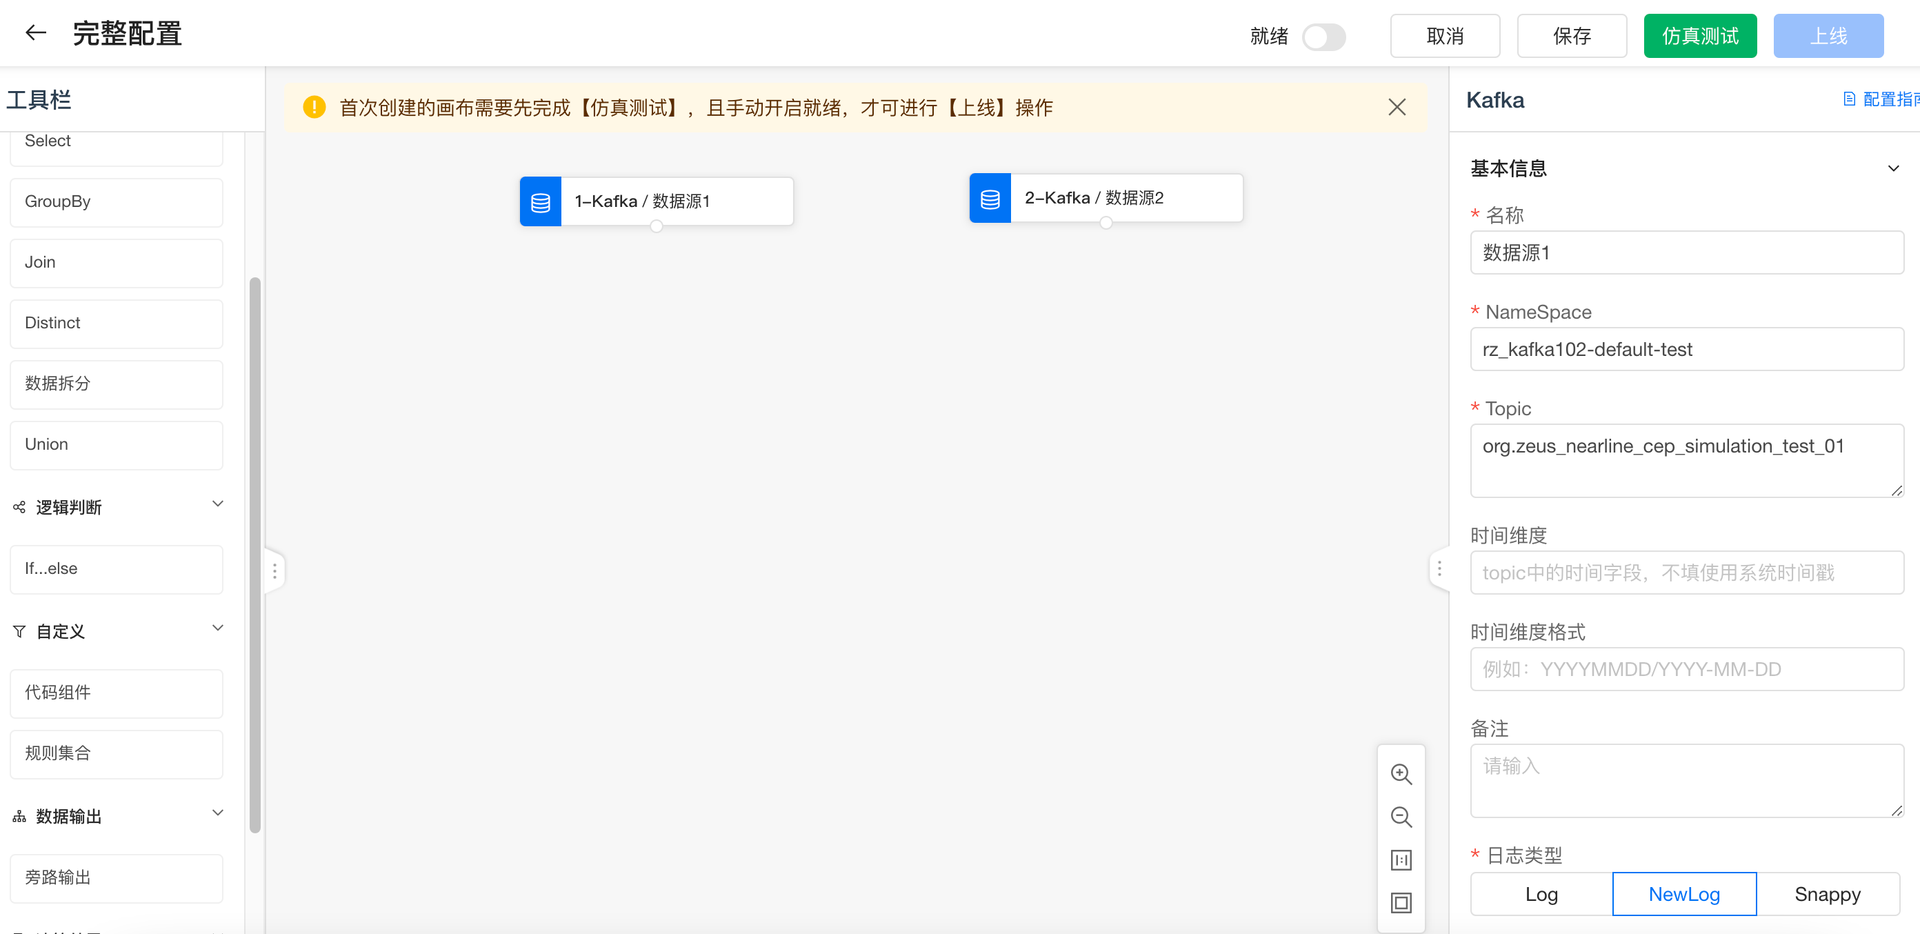 完整配置
就绪
取消
保存
仿真测试
上线
工具栏
Select
GroupBy
Join
Distinct
数据拆分
Union
逻辑判断
If...else
自定义
代码组件
规则集合
数据输出
旁路输出
首次创建的画布需要先完成【仿真测试】，且手动开启就绪，才可进行【上线】操作
1-Kafka / 数据源1
2-Kafka / 数据源2
Kafka
配置指南
基本信息
* 名称
数据源1
* NameSpace
rz_kafka102-default-test
* Topic
org.zeus_nearline_cep_simulation_test_01
时间维度
topic中的时间字段，不填使用系统时间戳
时间维度格式
例如：YYYYMMDD/YYYY-MM-DD
备注
请输入
* 日志类型
Log
NewLog
Snappy